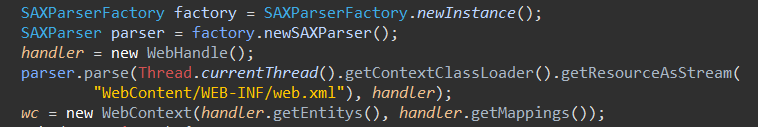 SAXParserFactory factory = SAXParserFactory.newInstance();
SAXParser parser = factory.newSAXParser();
handler = new WebHandle();
parser.parse(Thread.currentThread().getContextClassLoader().getResourceAsStream(
"WebContent/WEB-INF/web.xml"), handler);
wc = new WebContext(handler.getEntitys(), handler.getMappings());